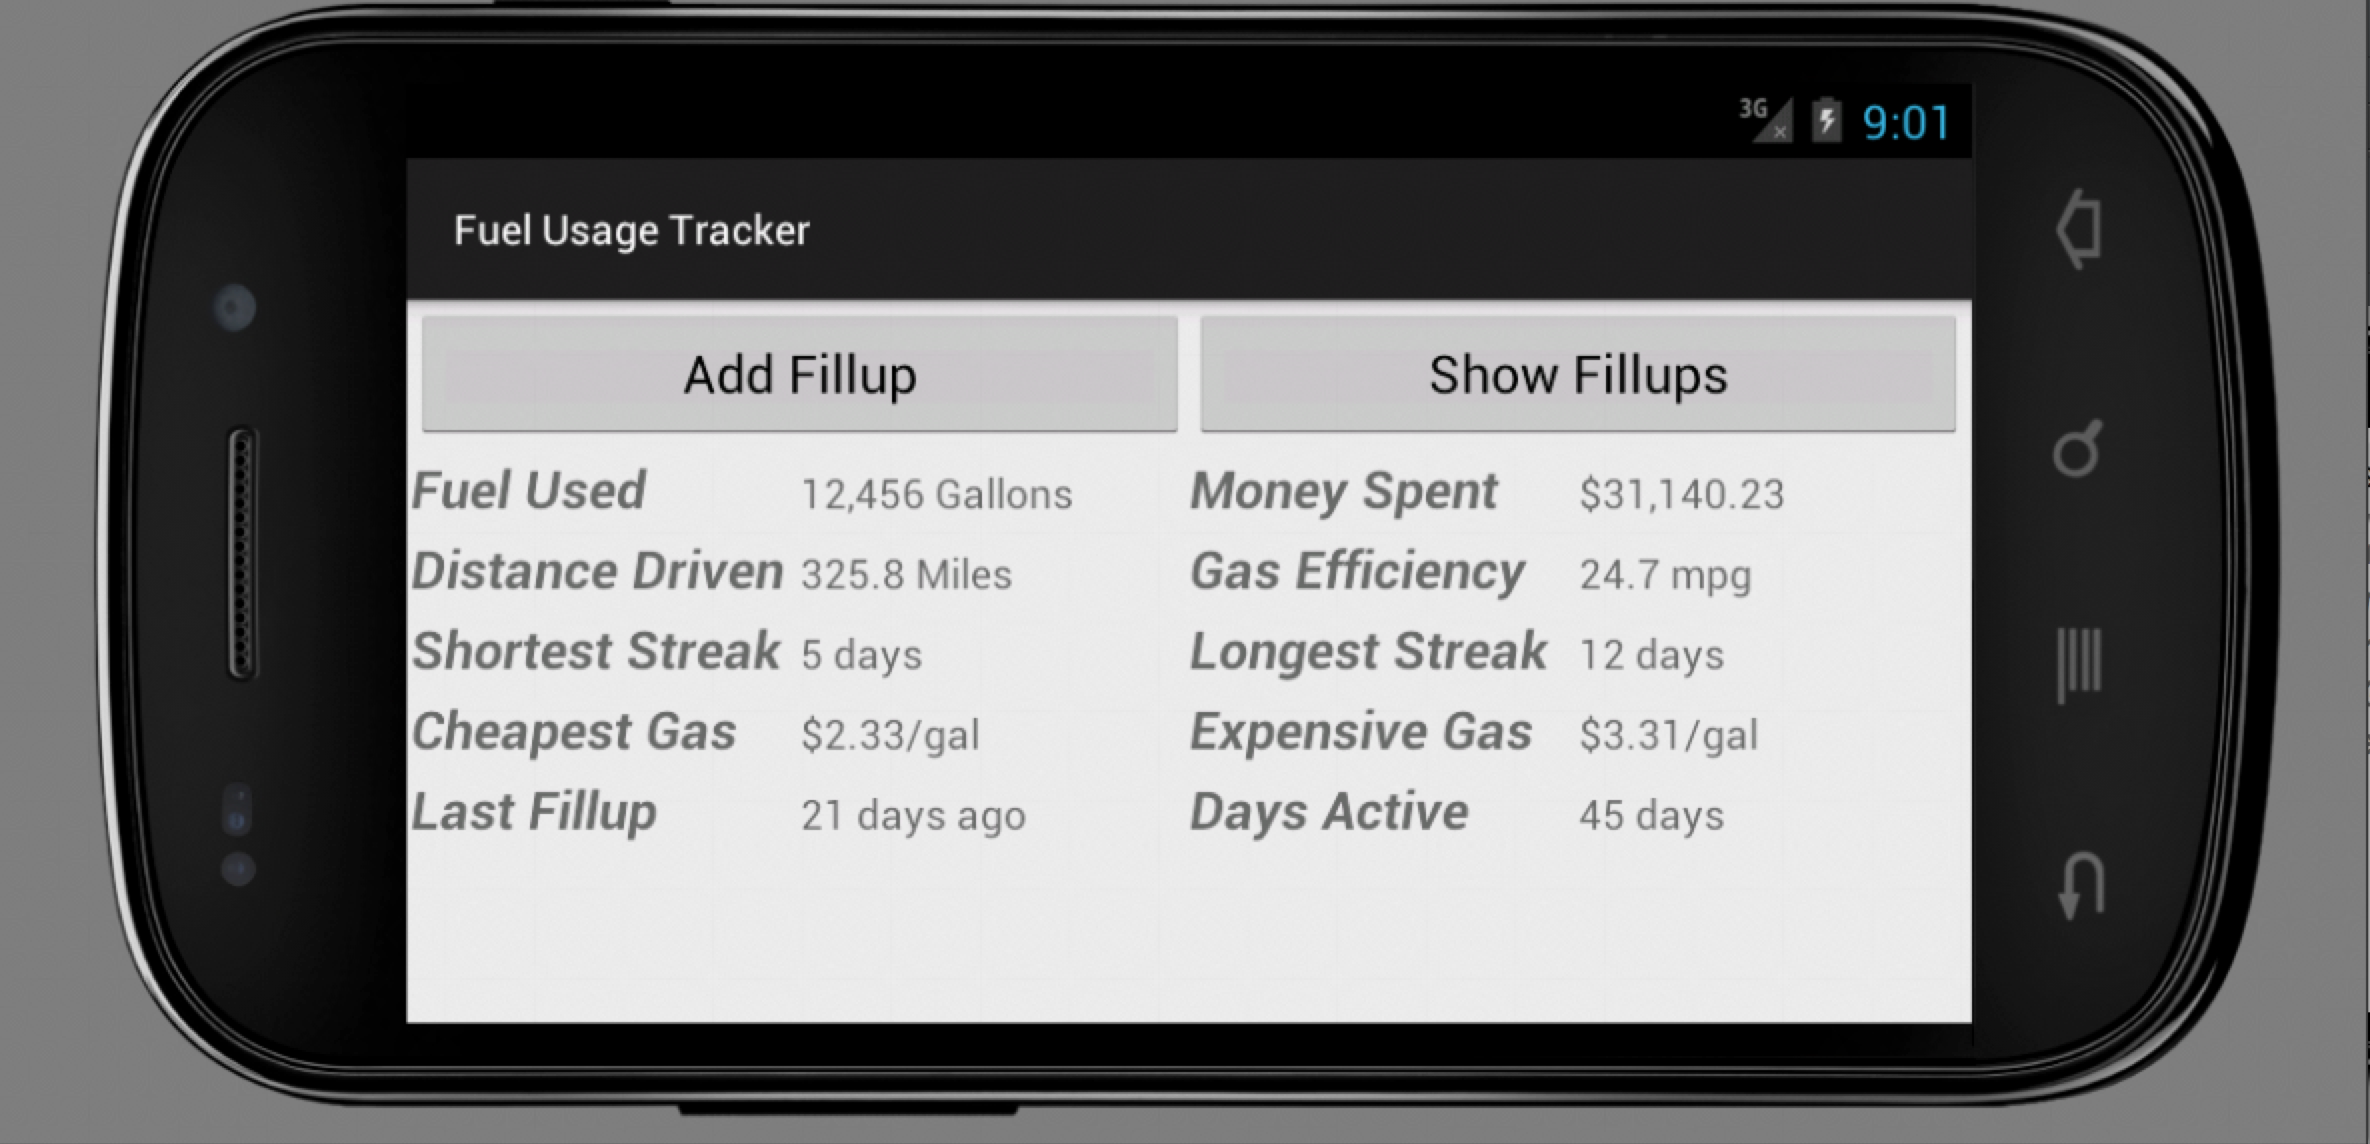 3G 9:01
Fuel Usage Tracker
Add Fillup Show Fillups
Fuel Used 12,456 Gallons Money Spent $31,140.23
Distance Driven 325.8 Miles Gas Efficiency 24.7 mpg
Shortest Streak 5 days Longest Streak 12 days
Cheapest Gas $2.33/gal Expensive Gas $3.31/gal
Last Fillup 21 days ago Days Active 45 days